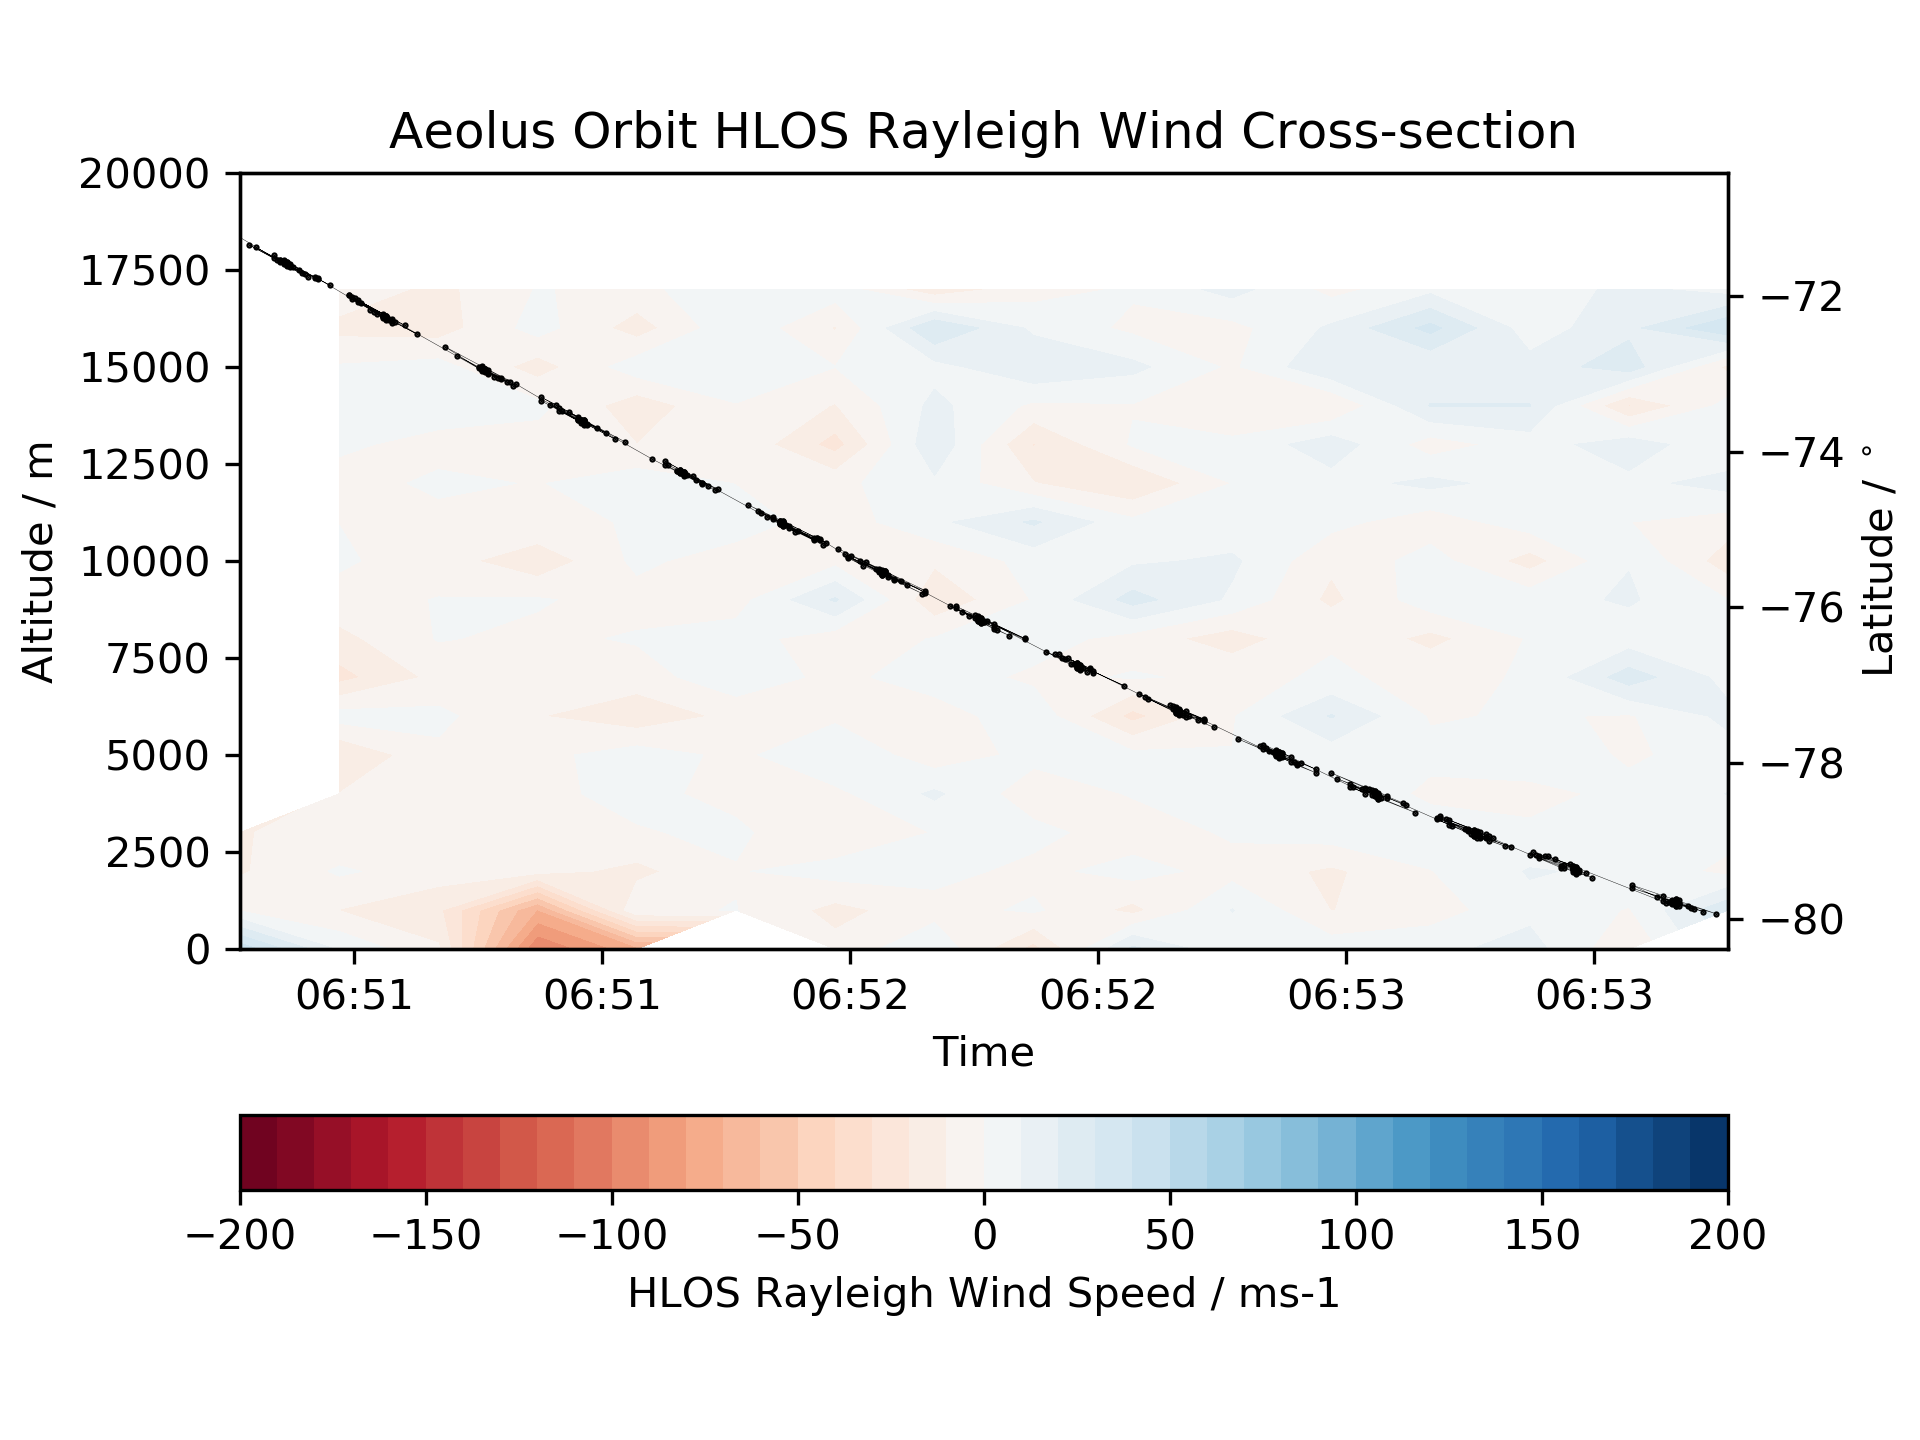 Aeolus Orbit HLOS Rayleigh Wind Cross-section
20000
17500
15000
12500
10000
7500
5000
2500
0
Altitude / m
−72
−74
−76
−78
−80
Latitude / °
06:51 06:51 06:52 06:52 06:53 06:53
Time
−200 −150 −100 −50 0 50 100 150 200
HLOS Rayleigh Wind Speed / ms-1